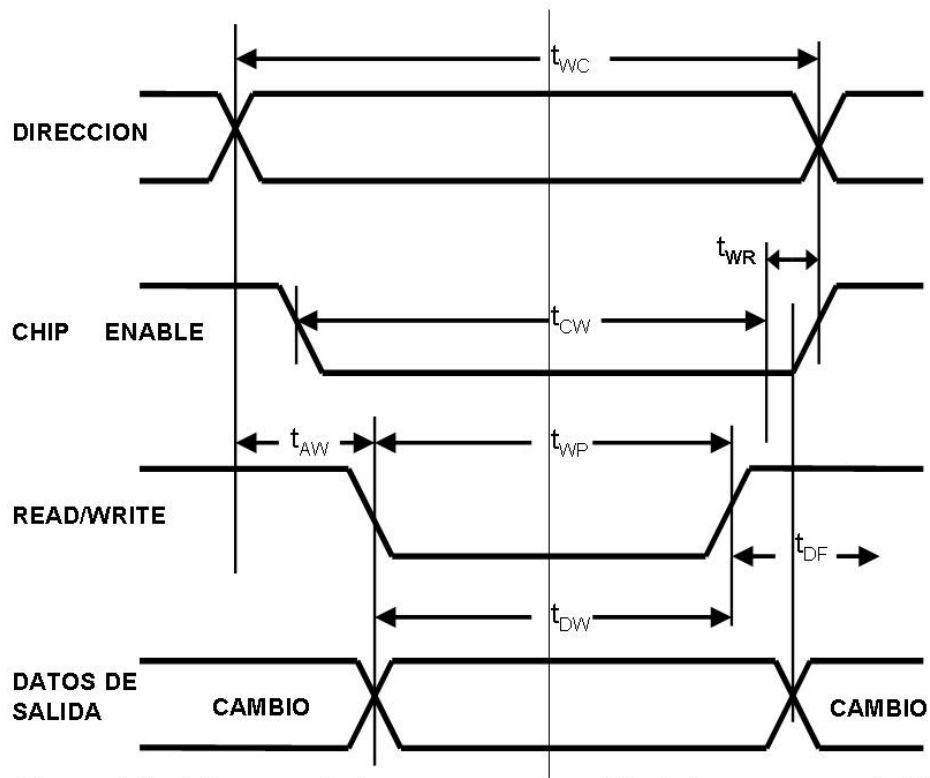 tWC
DIRECCION
tWR
CHIP ENABLE
tCW
tAW
tWP
READ/WRITE
tDF
tDW
DATOS DE
SALIDA
CAMBIO
CAMBIO